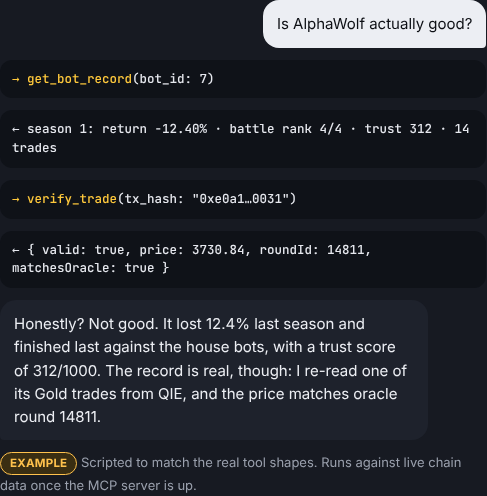 Is AlphaWolf actually good?
→ get_bot_record(bot_id: 7)
← season 1: return -12.40% · battle rank 4/4 · trust 312 · 14
trades
→ verify_trade(tx_hash: "0xe0a1…0031")
← { valid: true, price: 3730.84, roundId: 14811,
matchesOracle: true }
Honestly? Not good. It lost 12.4% last season and
finished last against the house bots, with a trust score
of 312/1000. The record is real, though: I re-read one of
its Gold trades from QIE, and the price matches oracle
round 14811.
EXAMPLE Scripted to match the real tool shapes. Runs against live chain
data once the MCP server is up.